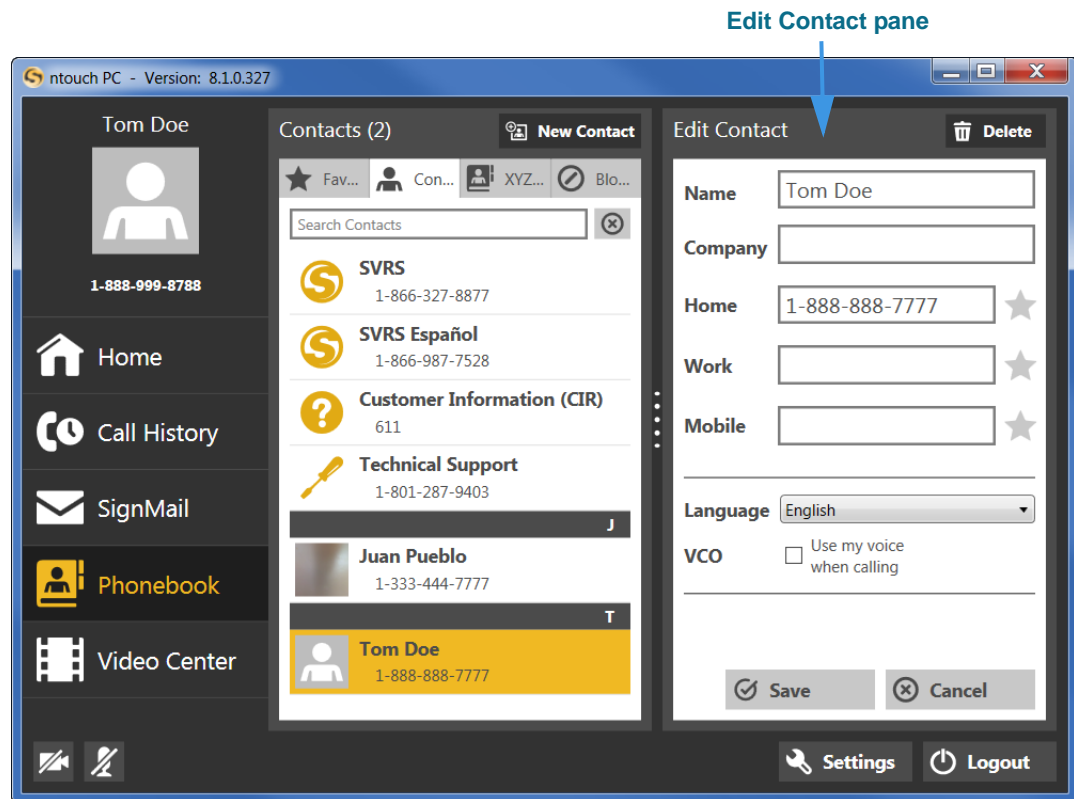 Edit Contact pane
ntouch PC - Version: 8.1.0.327
Tom Doe
1-888-999-8788
Home
Call History
SignMail
Phonebook
Video Center
Contacts (2)
New Contact
Fav... Con... XYZ... Blo...
Search Contacts
SVRS
1-866-327-8877
SVRS Español
1-866-987-7528
Customer Information (CIR)
611
Technical Support
1-801-287-9403
J
Juan Pueblo
1-333-444-7777
T
Tom Doe
1-888-888-7777
Edit Contact
Delete
Name Tom Doe
Company
Home 1-888-888-7777
Work
Mobile
Language English
VCO Use my voice
when calling
Save Cancel
Settings Logout